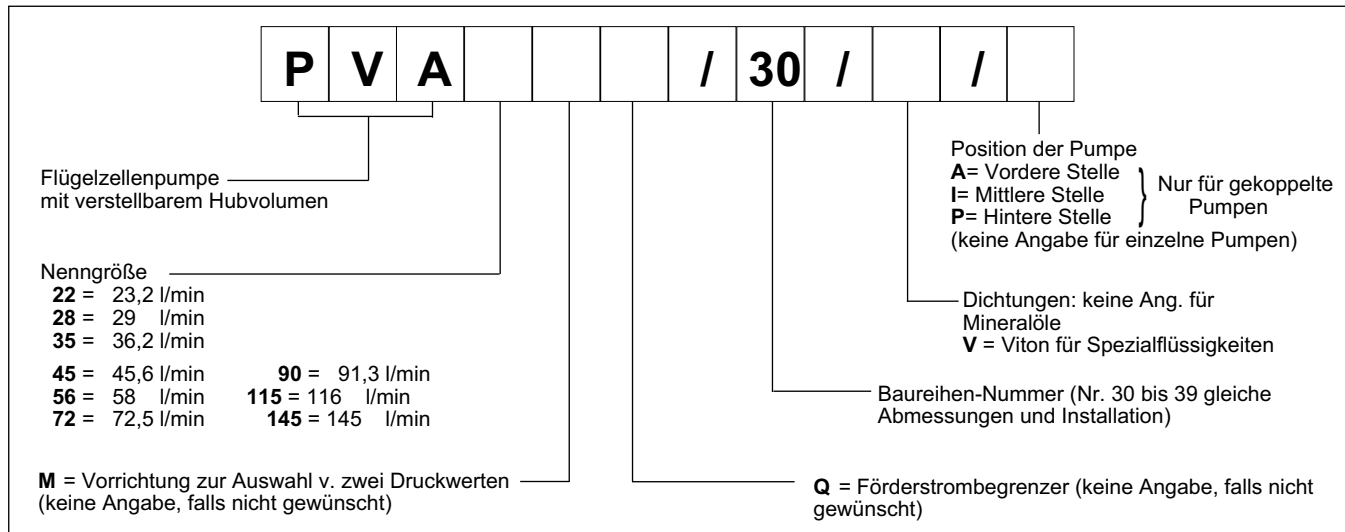 P V A / 30 / /
Flügelzellenpumpe
mit verstellbarem Hubvolumen
Nenngröße
22 = 23,2 l/min
28 = 29 l/min
35 = 36,2 l/min
45 = 45,6 l/min
56 = 58 l/min
72 = 72,5 l/min
90 = 91,3 l/min
115 = 116 l/min
145 = 145 l/min
M = Vorrichtung zur Auswahl v. zwei Druckwerten
(keine Angabe, falls nicht gewünscht)
Position der Pumpe
A= Vordere Stelle
I= Mittlere Stelle
P= Hintere Stelle
} Nur für gekoppelte
Pumpen
(keine Angabe für einzelne Pumpen)
Dichtungen: keine Ang. für
Mineralöle
V = Viton für Spezialflüssigkeiten
Baureihen-Nummer (Nr. 30 bis 39 gleiche
Abmessungen und Installation)
Q = Förderstrombegrenzer (keine Angabe, falls nicht
gewünscht)